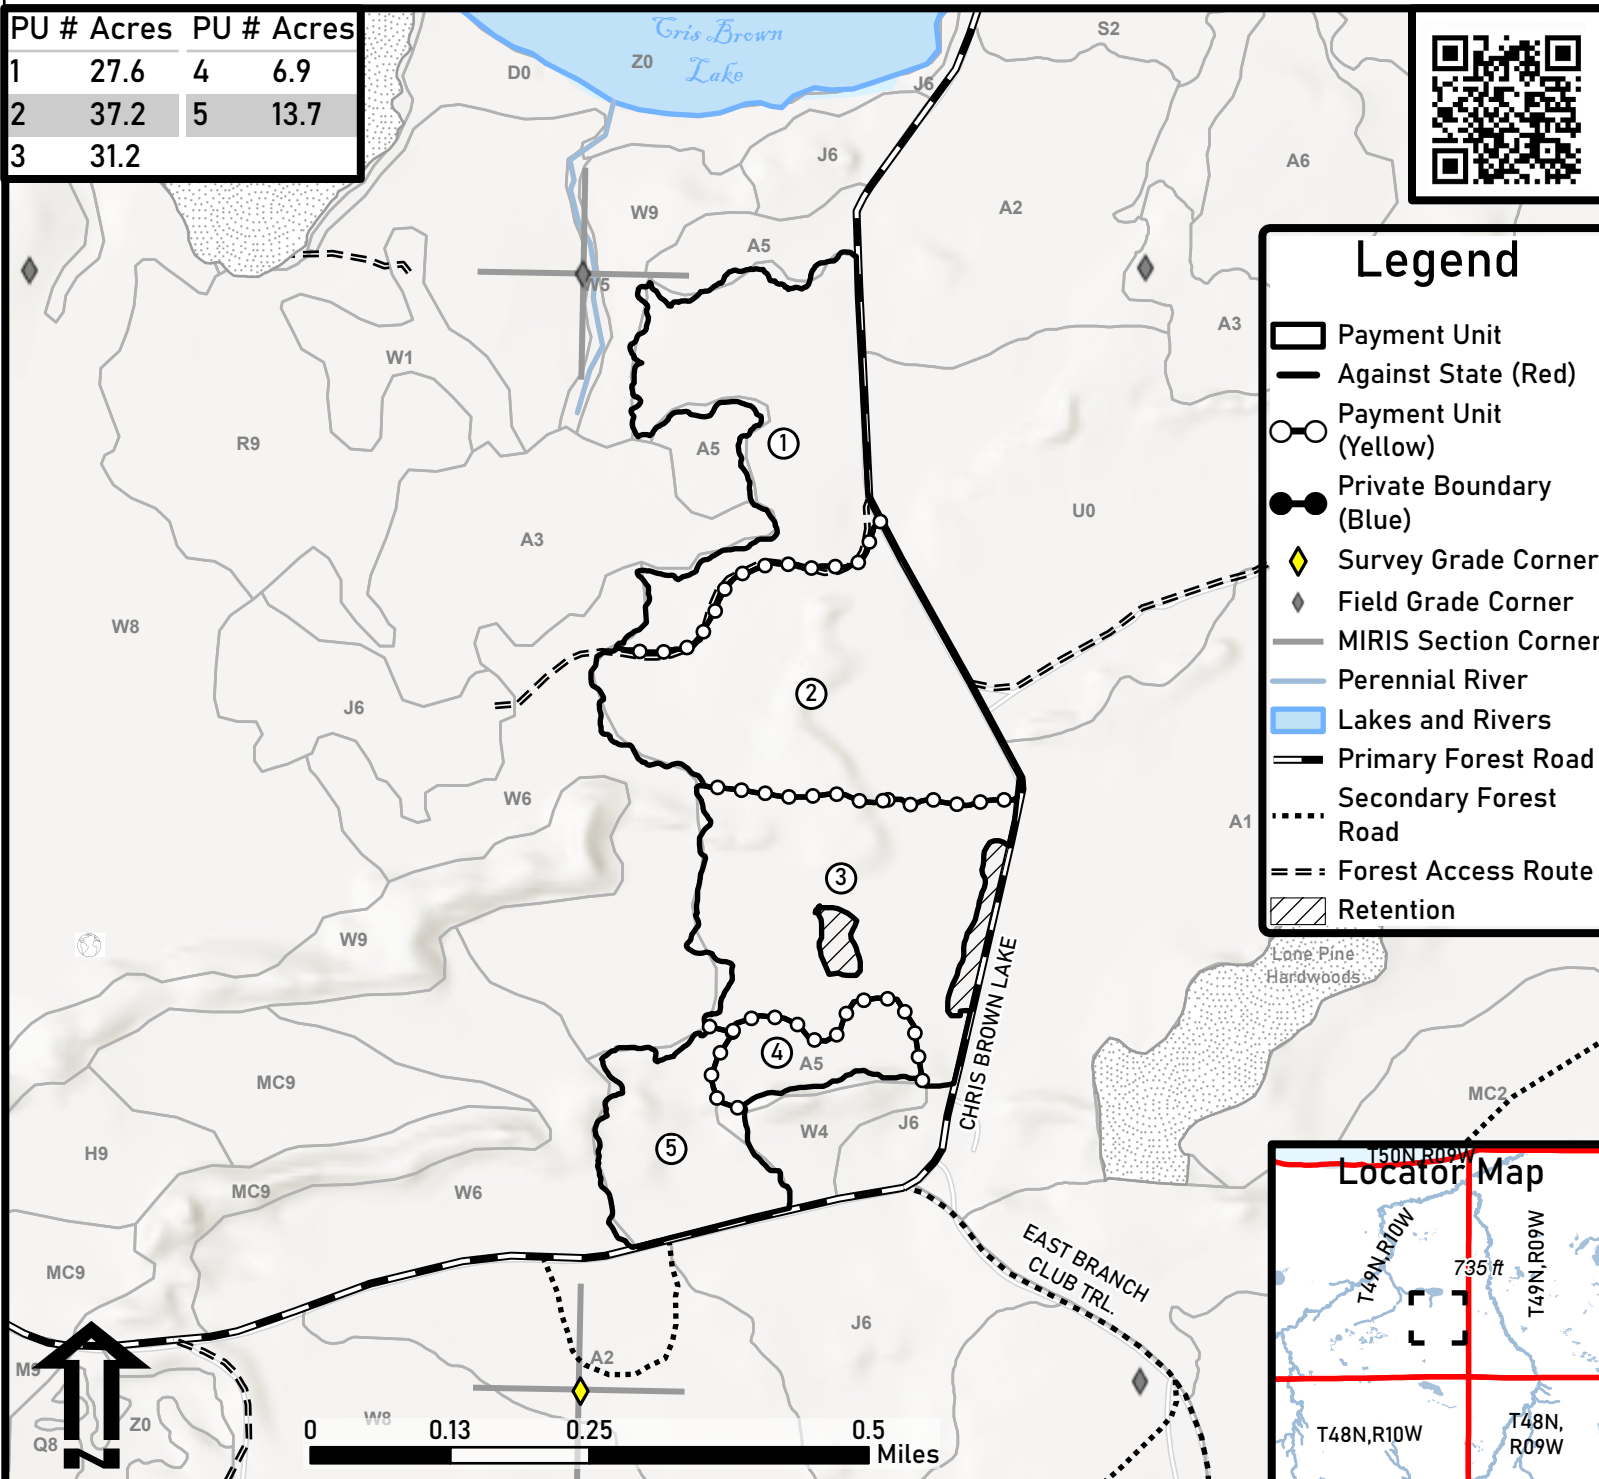 PU # Acres PU # Acres
1 27.6 4 6.9
2 37.2 5 13.7
3 31.2
Cris Brown
Lake
Z0
D0
S2
J6
J6
A6
W9
A2
A5
W5
A3
W1
R9
A5
1
U0
A3
W8
J6
2
W6
A1
3
W9
CHRIS BROWN LAKE
Lone Pine
Hardwoods
4
A5
MC9
MC2
W4
J6
5
H9
MC9
W6
EAST BRANCH
CLUB TRL.
MC9
J6
A2
M9
Z0
Q8
W8
N
0 0.13 0.25 0.5
Miles
Legend
Payment Unit
Against State (Red)
Payment Unit
(Yellow)
Private Boundary
(Blue)
Survey Grade Corner
Field Grade Corner
MIRIS Section Corner
Perennial River
Lakes and Rivers
Primary Forest Road
Secondary Forest
Road
Forest Access Route
Retention
T50N,R09W
Locator Map
T49N,R10W
735 ft
T49N,R09W
T48N,R10W
T48N,
R09W